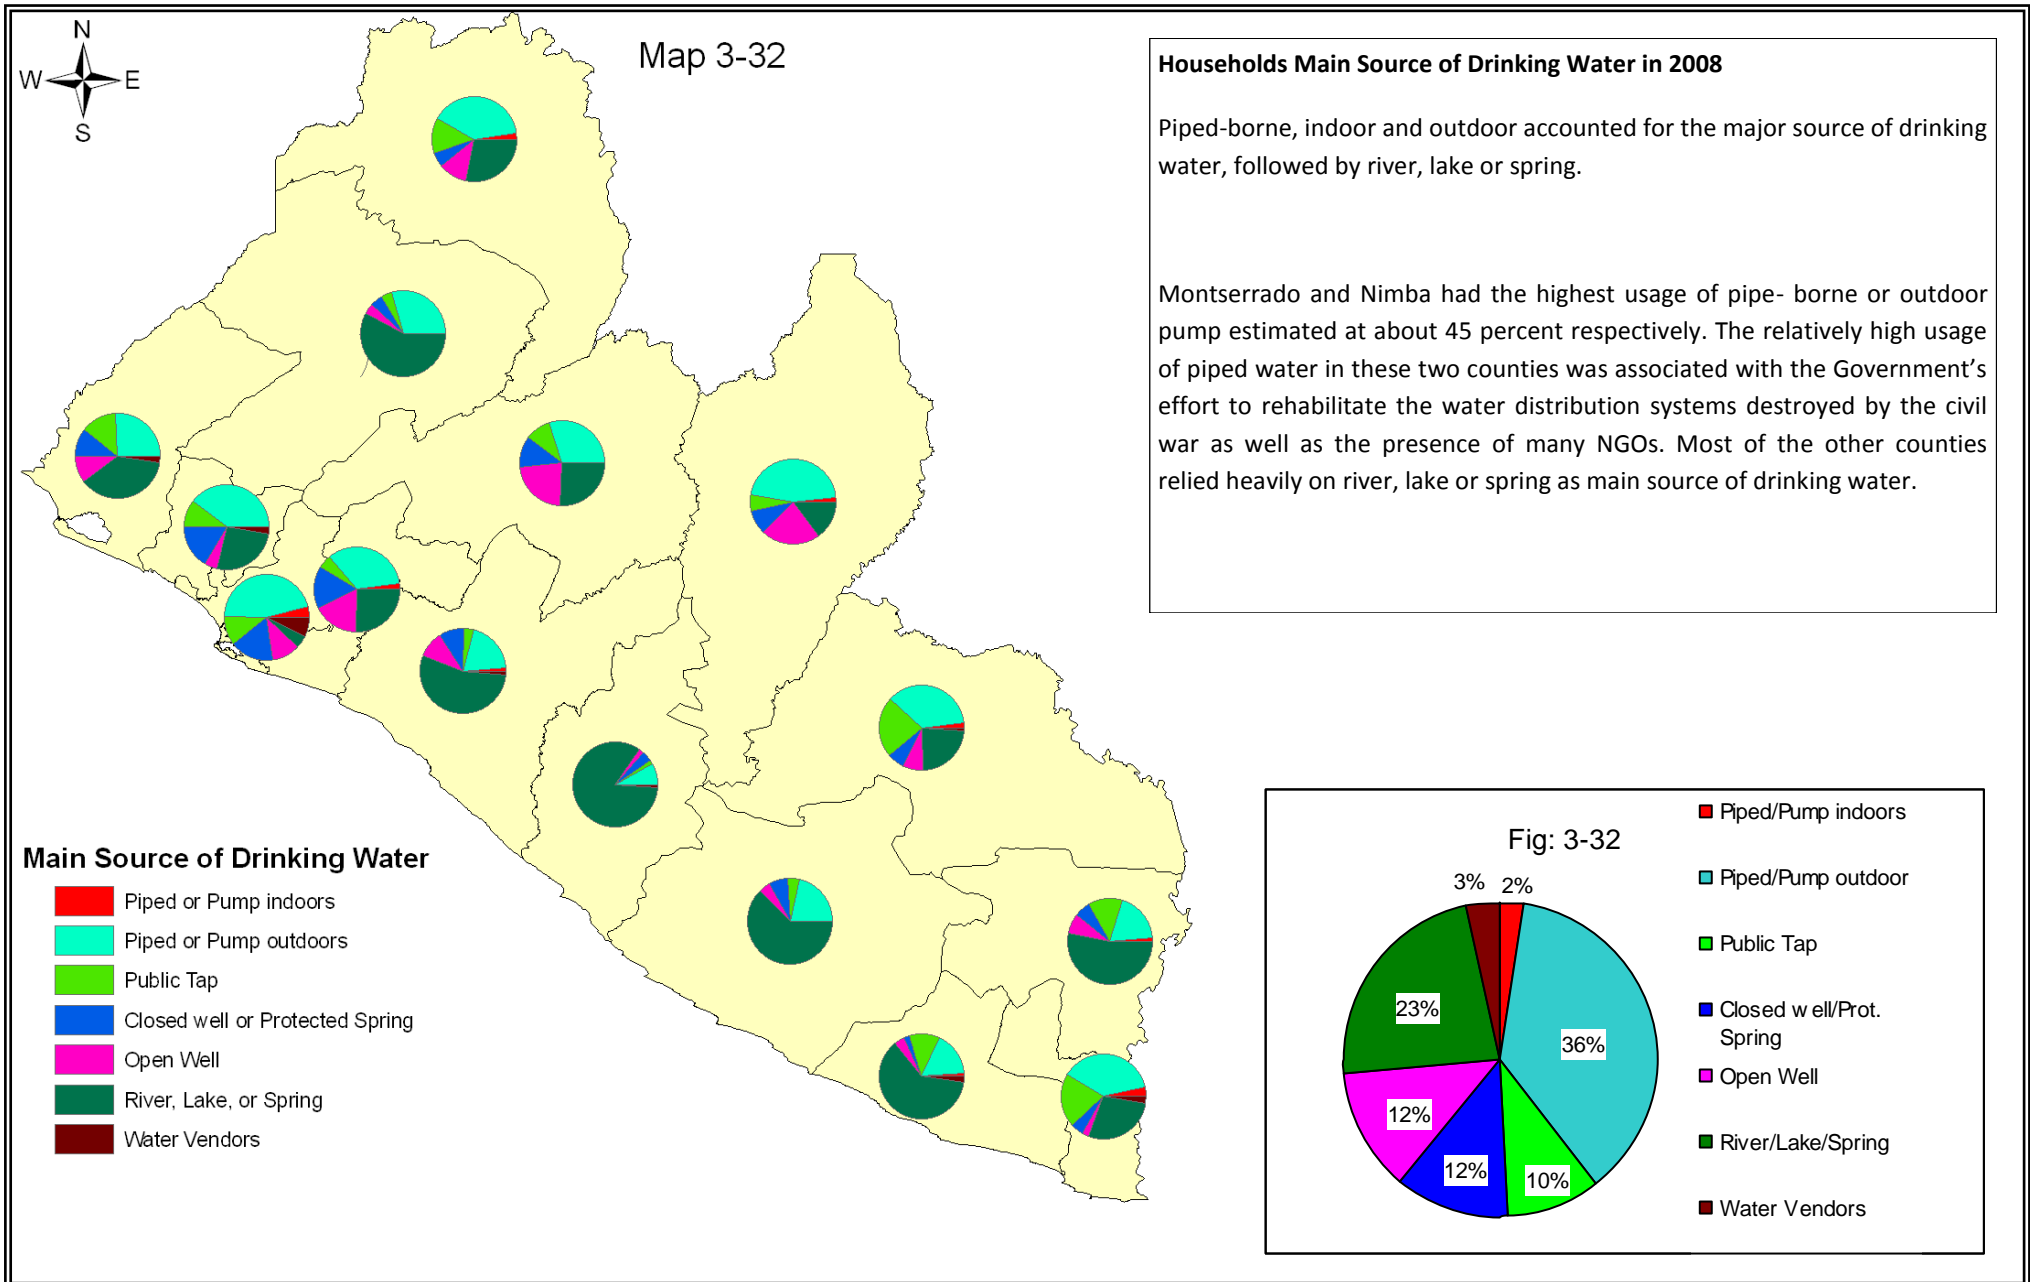 N
W E
S
Map 3-32
Households Main Source of Drinking Water in 2008
Piped-borne, indoor and outdoor accounted for the major source of drinking
water, followed by river, lake or spring.
Montserrado and Nimba had the highest usage of pipe- borne or outdoor
pump estimated at about 45 percent respectively. The relatively high usage
of piped water in these two counties was associated with the Government’s
effort to rehabilitate the water distribution systems destroyed by the civil
war as well as the presence of many NGOs. Most of the other counties
relied heavily on river, lake or spring as main source of drinking water.
Main Source of Drinking Water
Piped or Pump indoors
Piped or Pump outdoors
Public Tap
Closed well or Protected Spring
Open Well
River, Lake, or Spring
Water Vendors
Fig: 3-32
3% 2%
36%
10%
12%
12%
23%
Piped/Pump indoors
Piped/Pump outdoor
Public Tap
Closed well/Prot.
Spring
Open Well
River/Lake/Spring
Water Vendors